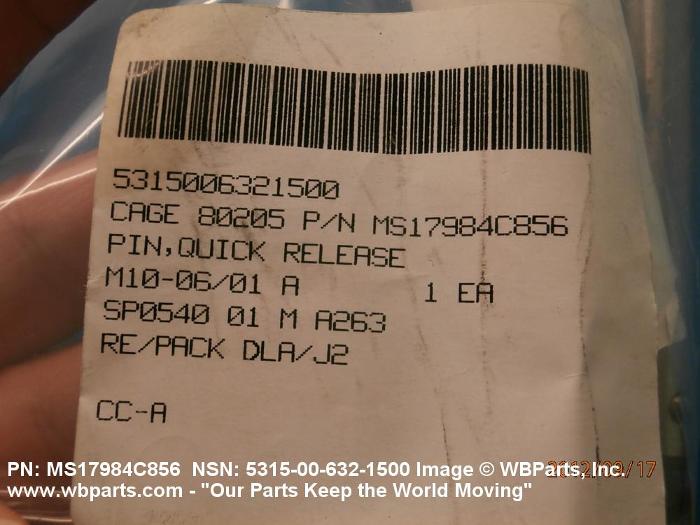 5315006321500
CAGE 80205 P/N MS17984C856
PIN,QUICK RELEASE
M10-06/01 A 1 EA
SP0540 01 M A263
RE/PACK DLA/J2
CC-A
PN: MS17984C856 NSN: 5315-00-632-1500 Image © WBParts, Inc.
www.wbparts.com - "Our Parts Keep the World Moving"